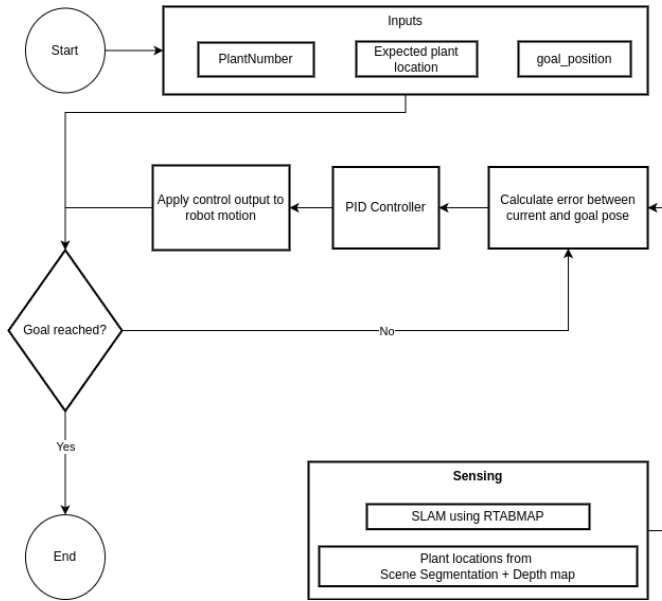 Start
Inputs
PlantNumber
Expected plant
location
goal_position
Apply control output to
robot motion
PID Controller
Calculate error between
current and goal pose
Goal reached?
No
Yes
Sensing
SLAM using RTABMAP
Plant locations from
Scene Segmentation + Depth map
End